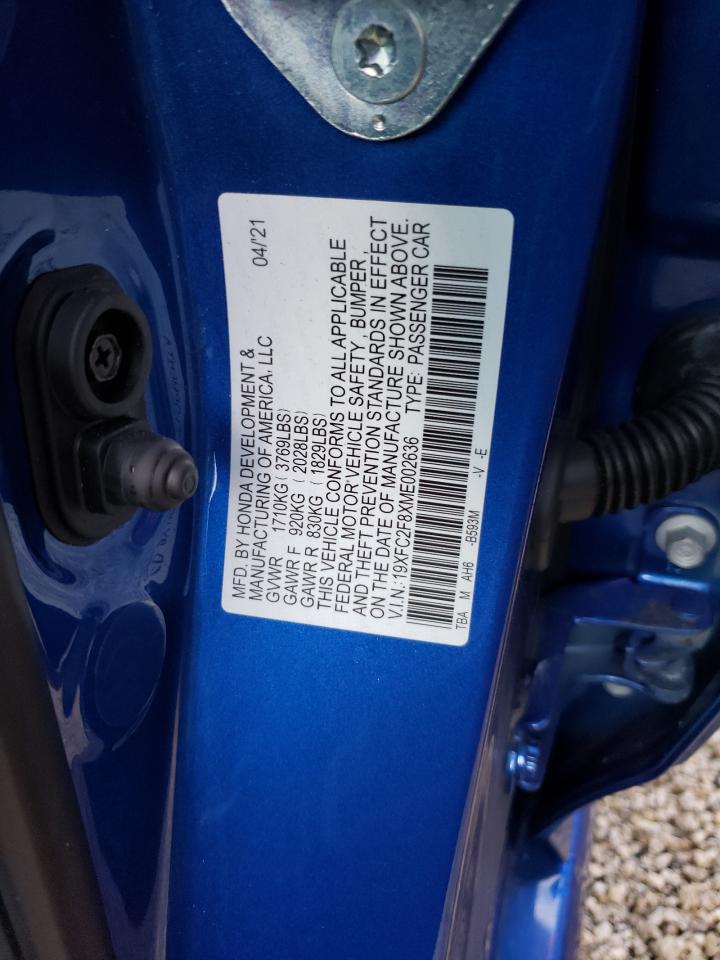 MFD. BY HONDA DEVELOPMENT & 04/'21
MANUFACTURING OF AMERICA, LLC
GVWR 1710KG ( 3769LBS)
GAWR F 920KG ( 2028LBS)
GAWR R 830KG ( 1829LBS)
THIS VEHICLE CONFORMS TO ALL APPLICABLE
FEDERAL MOTOR VEHICLE SAFETY , BUMPER ,
AND THEFT PREVENTION STANDARDS IN EFFECT
ON THE DATE OF MANUFACTURE SHOWN ABOVE.
V.I.N.: 19XFC2F8XME002636 TYPE: PASSENGER CAR
TBA M AH6 -B593M -V -E